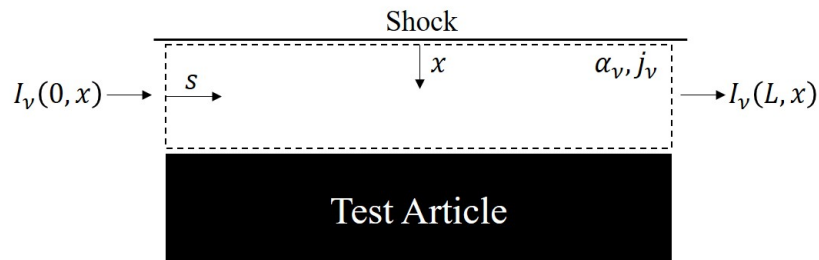 Shock
x
α_ν, j_ν
I_ν(0, x)
s
I_ν(L, x)
Test Article